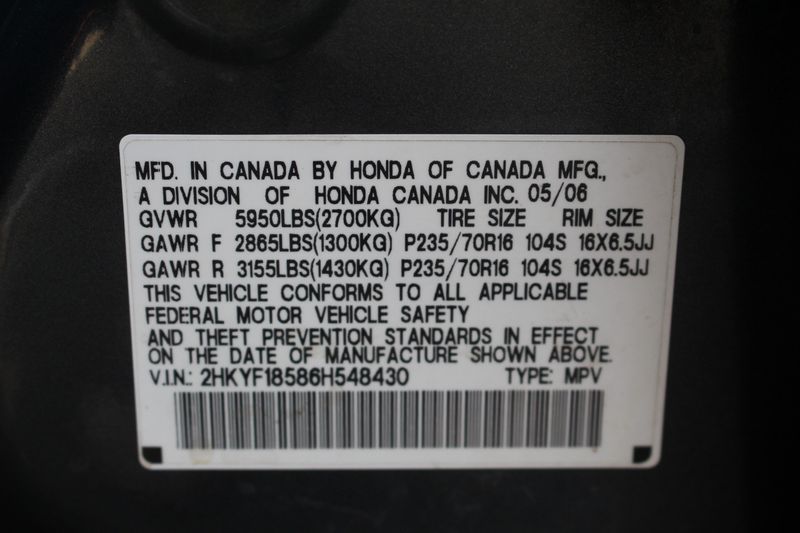 MFD. IN CANADA BY HONDA OF CANADA MFG.,
A DIVISION OF HONDA CANADA INC. 05/06
GVWR 5950LBS(2700KG) TIRE SIZE RIM SIZE
GAWR F 2865LBS(1300KG) P235/70R16 104S 16X6.5JJ
GAWR R 3155LBS(1430KG) P235/70R16 104S 16X6.5JJ
THIS VEHICLE CONFORMS TO ALL APPLICABLE
FEDERAL MOTOR VEHICLE SAFETY
AND THEFT PREVENTION STANDARDS IN EFFECT
ON THE DATE OF MANUFACTURE SHOWN ABOVE.
V.I.N.: 2HKYF18586H548430 TYPE: MPV